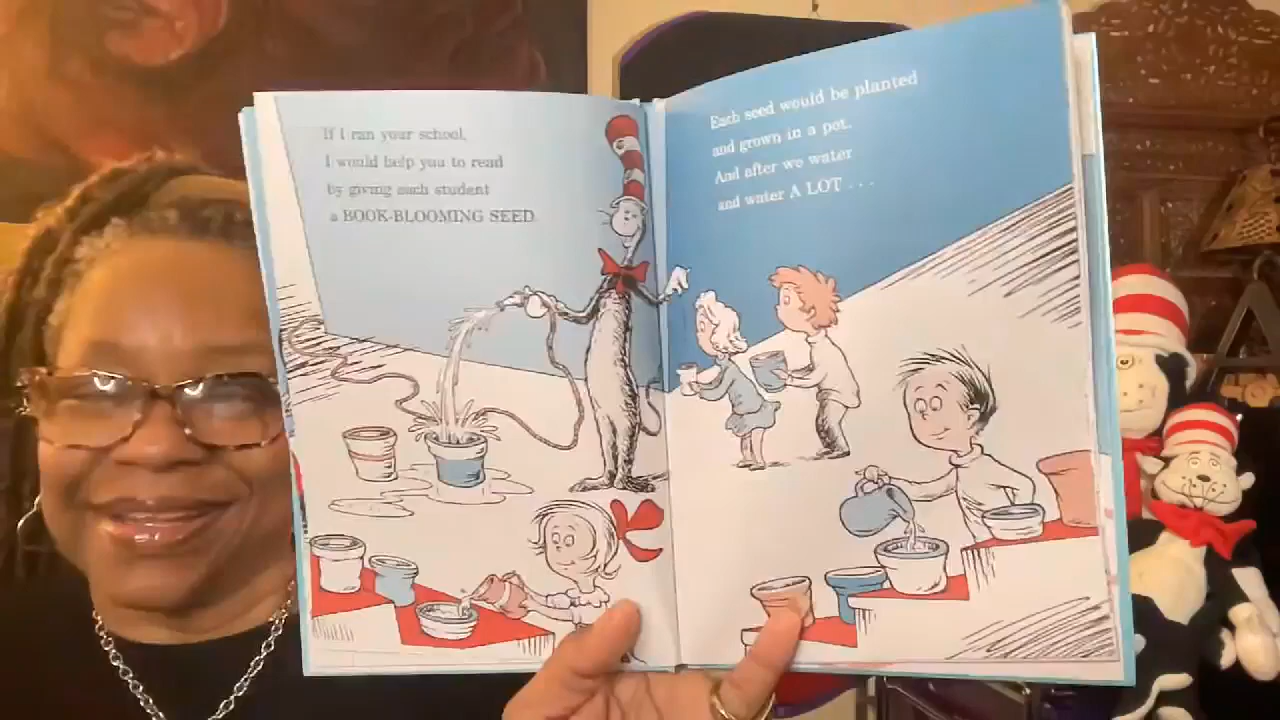 If I ran your school,
I would help you to read
by giving each student
a BOOK-BLOOMING SEED.
Each seed would be planted
and grown in a pot.
And after we water
and water A LOT . . .